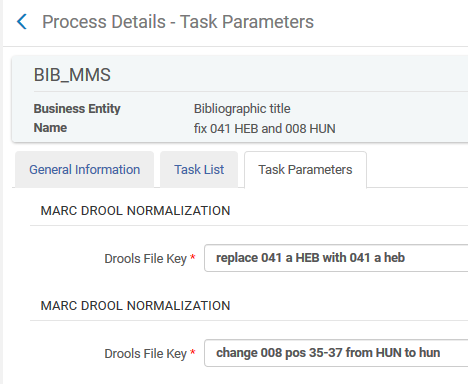 Process Details - Task Parameters
BIB_MMS
Business Entity Bibliographic title
Name fix 041 HEB and 008 HUN
General Information Task List Task Parameters
MARC DROOL NORMALIZATION
Drools File Key * replace 041 a HEB with 041 a heb
MARC DROOL NORMALIZATION
Drools File Key * change 008 pos 35-37 from HUN to hun